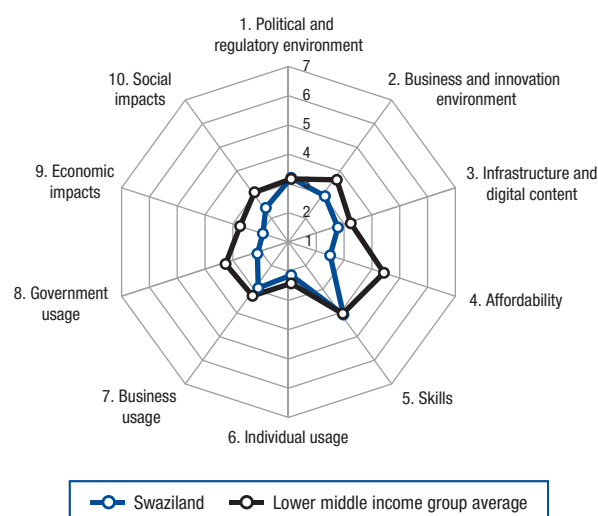 1. Political and
regulatory environment
10. Social
impacts
2. Business and innovation
environment
9. Economic
impacts
3. Infrastructure and
digital content
8. Government
usage
4. Affordability
7. Business
usage
5. Skills
6. Individual usage
7
6
5
4
3
2
1
Swaziland
Lower middle income group average